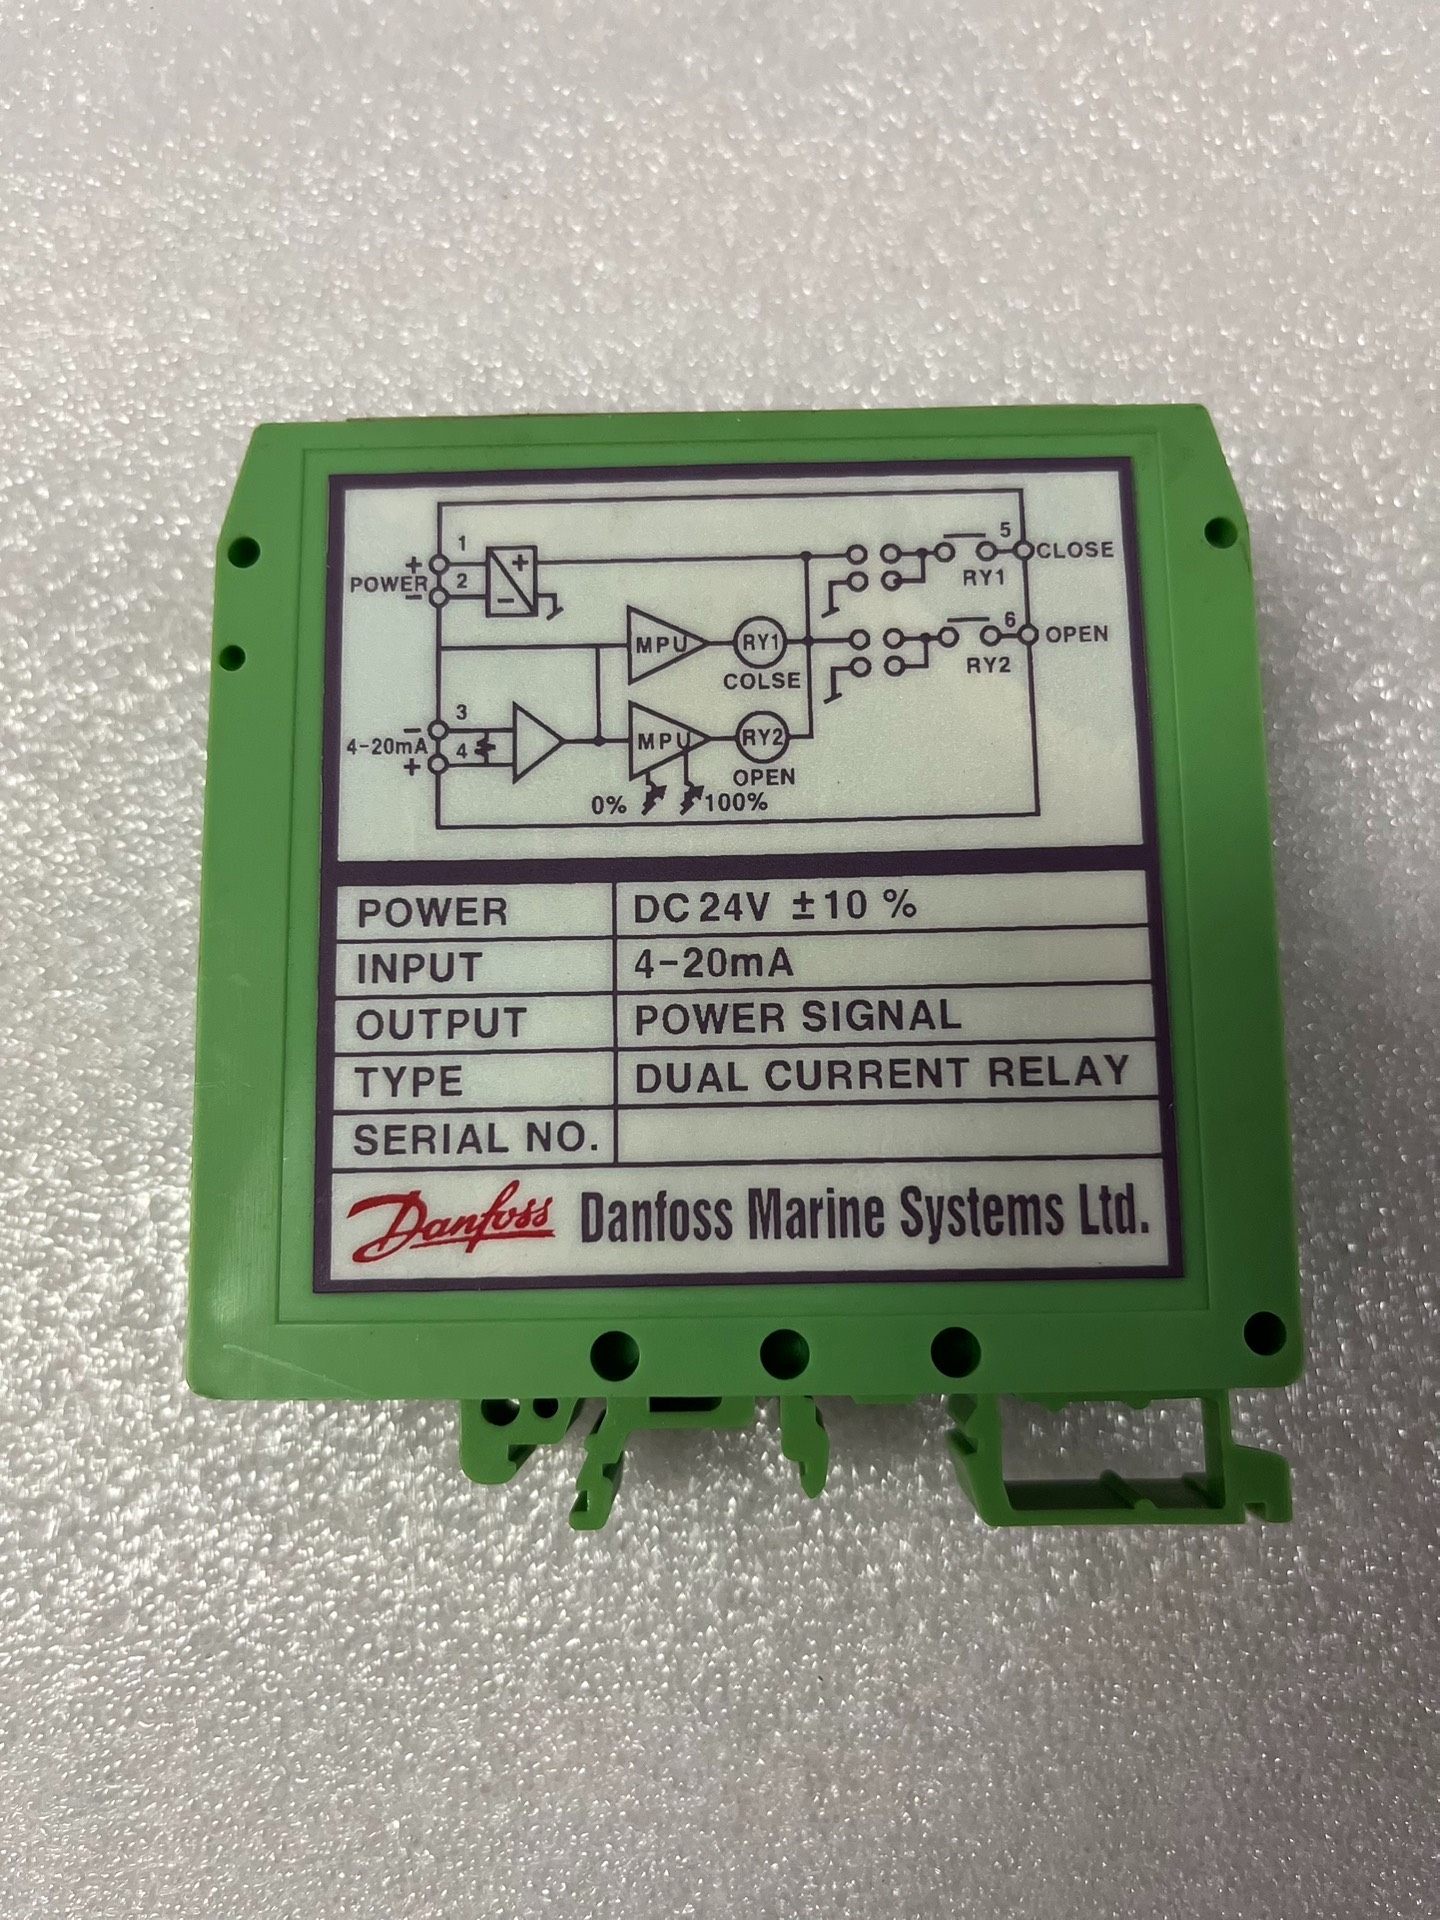 1
5
+
CLOSE
POWER
2
+
RY1
−
−
6
OPEN
MPU
RY1
RY2
COLSE
3
−
4-20mA
4
MPU
RY2
+
OPEN
0%
100%
POWER DC 24V ±10 %
INPUT 4-20mA
OUTPUT POWER SIGNAL
TYPE DUAL CURRENT RELAY
SERIAL NO.
Danfoss Danfoss Marine Systems Ltd.